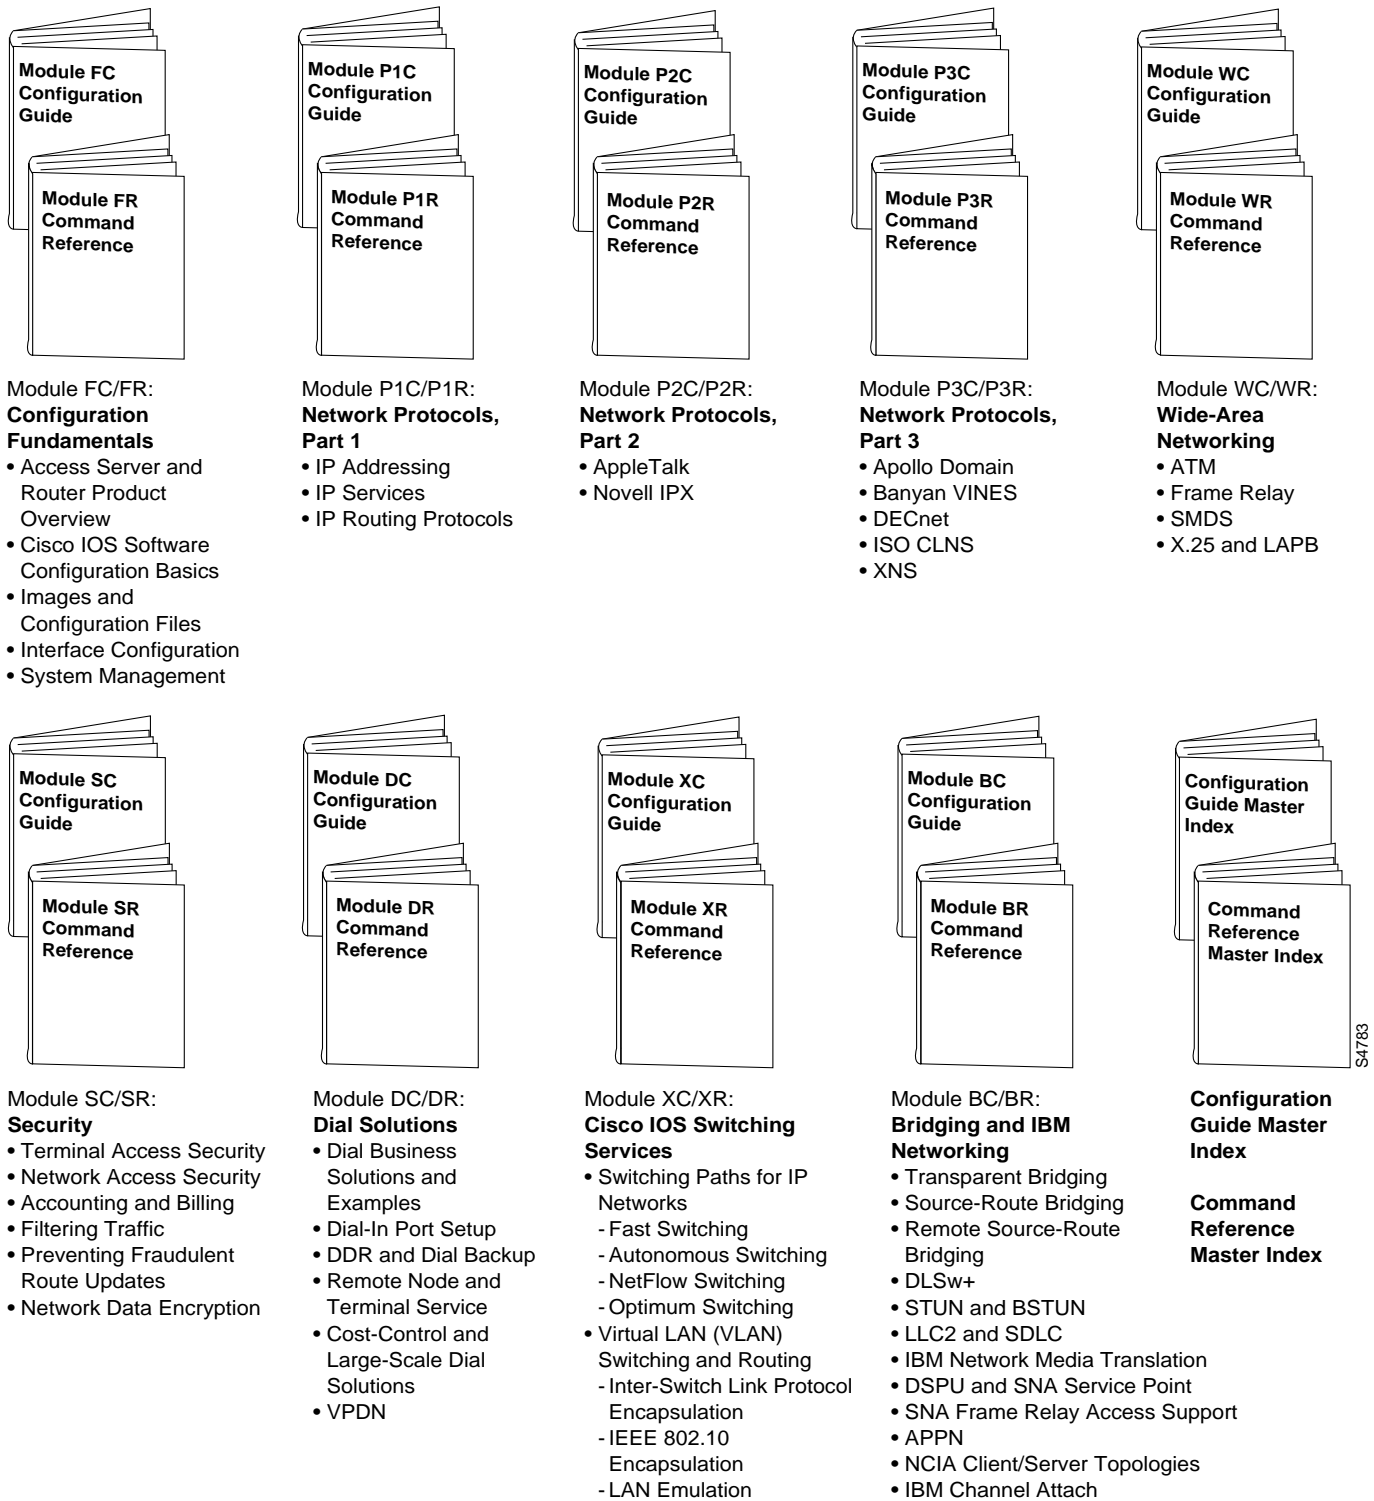 Module FC
Configuration
Guide
Module FR
Command
Reference
Module P1C
Configuration
Guide
Module P1R
Command
Reference
Module P2C
Configuration
Guide
Module P2R
Command
Reference
Module P3C
Configuration
Guide
Module P3R
Command
Reference
Module WC
Configuration
Guide
Module WR
Command
Reference
Module FC/FR:
Configuration
Fundamentals
• Access Server and
Router Product
Overview
• Cisco IOS Software
Configuration Basics
• Images and
Configuration Files
• Interface Configuration
• System Management
Module P1C/P1R:
Network Protocols,
Part 1
• IP Addressing
• IP Services
• IP Routing Protocols
Module P2C/P2R:
Network Protocols,
Part 2
• AppleTalk
• Novell IPX
Module P3C/P3R:
Network Protocols,
Part 3
• Apollo Domain
• Banyan VINES
• DECnet
• ISO CLNS
• XNS
Module WC/WR:
Wide-Area
Networking
• ATM
• Frame Relay
• SMDS
• X.25 and LAPB
Module SC
Configuration
Guide
Module SR
Command
Reference
Module DC
Configuration
Guide
Module DR
Command
Reference
Module XC
Configuration
Guide
Module XR
Command
Reference
Module BC
Configuration
Guide
Module BR
Command
Reference
Configuration
Guide Master
Index
Command
Reference
Master Index
S4783
Module SC/SR:
Security
• Terminal Access Security
• Network Access Security
• Accounting and Billing
• Filtering Traffic
• Preventing Fraudulent
Route Updates
• Network Data Encryption
Module DC/DR:
Dial Solutions
• Dial Business
Solutions and
Examples
• Dial-In Port Setup
• DDR and Dial Backup
• Remote Node and
Terminal Service
• Cost-Control and
Large-Scale Dial
Solutions
• VPDN
Module XC/XR:
Cisco IOS Switching
Services
• Switching Paths for IP
Networks
- Fast Switching
- Autonomous Switching
- NetFlow Switching
- Optimum Switching
• Virtual LAN (VLAN)
Switching and Routing
- Inter-Switch Link Protocol
Encapsulation
- IEEE 802.10
Encapsulation
- LAN Emulation
Module BC/BR:
Bridging and IBM
Networking
• Transparent Bridging
• Source-Route Bridging
• Remote Source-Route
Bridging
• DLSw+
• STUN and BSTUN
• LLC2 and SDLC
• IBM Network Media Translation
• DSPU and SNA Service Point
• SNA Frame Relay Access Support
• APPN
• NCIA Client/Server Topologies
• IBM Channel Attach
Configuration
Guide Master
Index
Command
Reference
Master Index